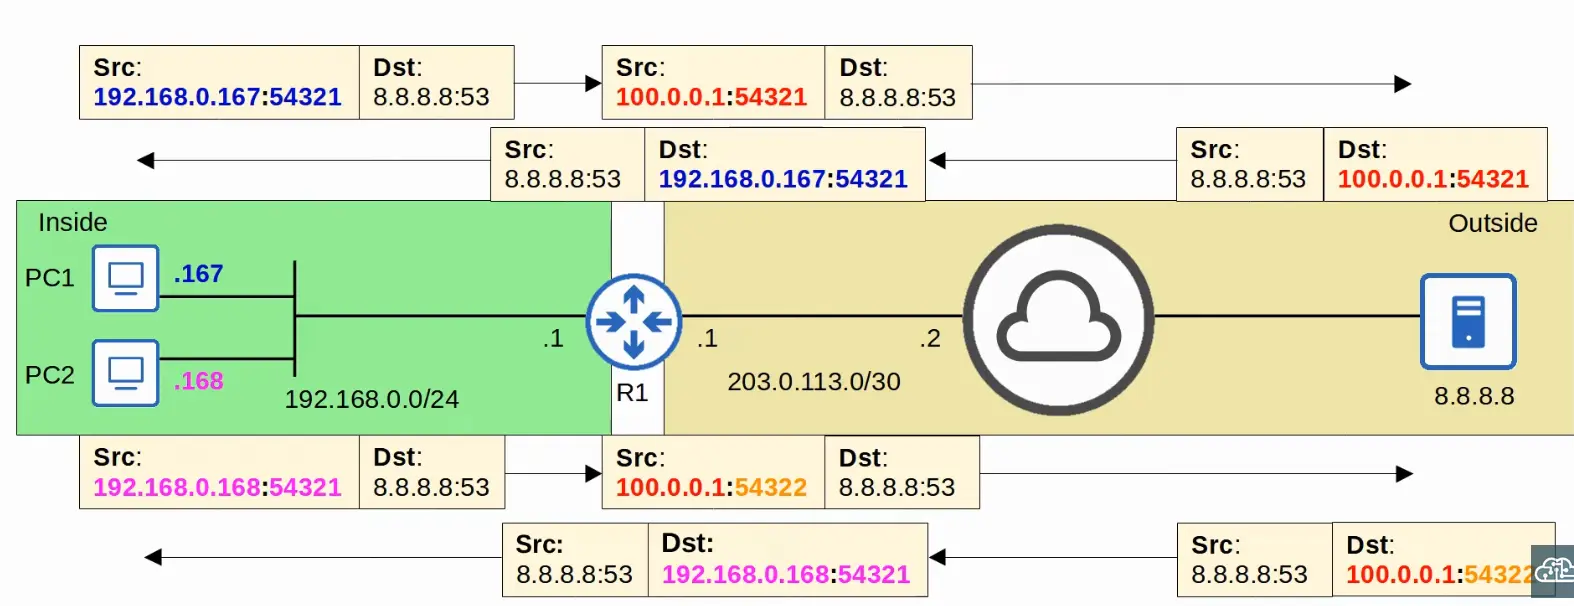 Src: Dst: Src: Dst:
192.168.0.167:54321 8.8.8.8:53 100.0.0.1:54321 8.8.8.8:53
Src: Dst: Src: Dst:
8.8.8.8:53 192.168.0.167:54321 8.8.8.8:53 100.0.0.1:54321
Inside Outside
PC1 .167
.1 .1 .2
PC2 .168
192.168.0.0/24 R1 203.0.113.0/30 8.8.8.8
Src: Dst: Src: Dst:
192.168.0.168:54321 8.8.8.8:53 100.0.0.1:54322 8.8.8.8:53
Src: Dst: Src: Dst:
8.8.8.8:53 192.168.0.168:54321 8.8.8.8:53 100.0.0.1:54322